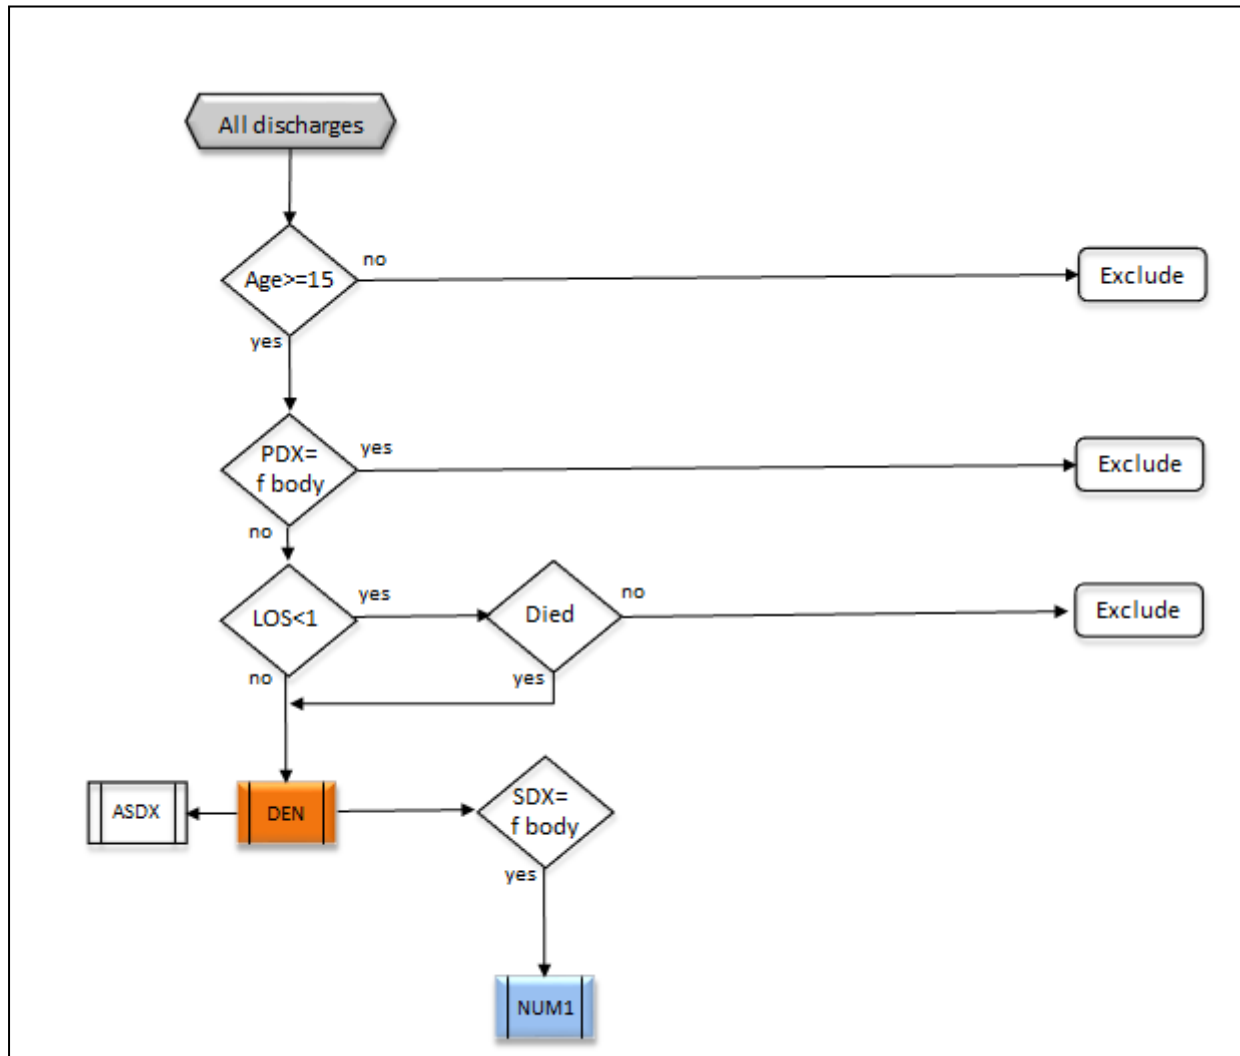 All discharges
no
Age>=15
Exclude
yes
PDX=
f body
yes
Exclude
no
LOS<1
yes
Died
no
Exclude
no
yes
ASDX
DEN
SDX=
f body
yes
NUM1